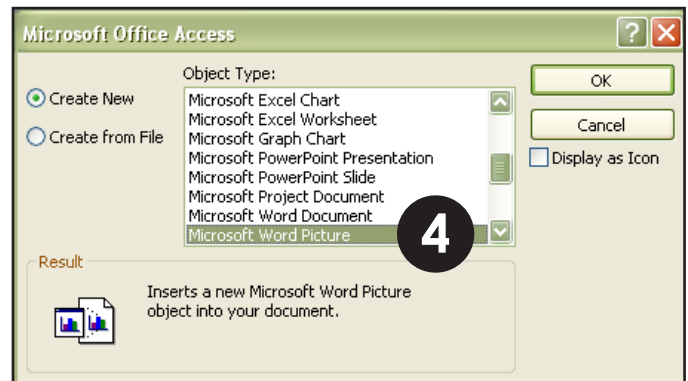 Microsoft Office Access
Object Type:
OK
Create New
Microsoft Excel Chart
Microsoft Excel Worksheet
Cancel
Create from File
Microsoft Graph Chart
Microsoft PowerPoint Presentation
Display as Icon
Microsoft PowerPoint Slide
Microsoft Project Document
Microsoft Word Document
Microsoft Word Picture
4
Result
Inserts a new Microsoft Word Picture
object into your document.